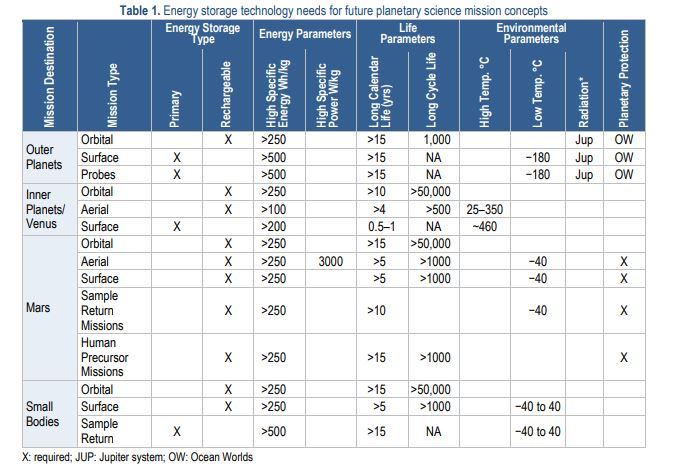 Table 1. Energy storage technology needs for future planetary science mission concepts
Mission Destination
Mission Type
Energy Storage
Type
Primary
Rechargeable
Energy Parameters
High Specific
Energy Wh/kg
High Specific
Power W/kg
Life
Parameters
Long Calendar
Life (yrs)
Long Cycle Life
Environmental
Parameters
High Temp. °C
Low Temp. °C
Radiation*
Planetary Protection
Outer
Planets
Orbital X >250 >15 1,000 Jup OW
Surface X >500 >15 NA −180 Jup OW
Probes X >500 >15 NA −180 Jup OW
Inner
Planets/
Venus
Orbital X >250 >10 >50,000
Aerial X >100 >4 >500 25–350
Surface X >200 0.5–1 NA ~460
Mars
Orbital X >250 >15 >50,000
Aerial X >250 3000 >5 >1000 −40 X
Surface X >250 >5 >1000 −40 X
Sample
Return
Missions
X >250 >10 −40 X
Human
Precursor
Missions
X >250 >15 >1000 X
Small
Bodies
Orbital X >250 >15 >50,000
Surface X >250 >5 >1000 −40 to 40
Sample
Return
X >500 >15 NA −40 to 40
X: required; JUP: Jupiter system; OW: Ocean Worlds